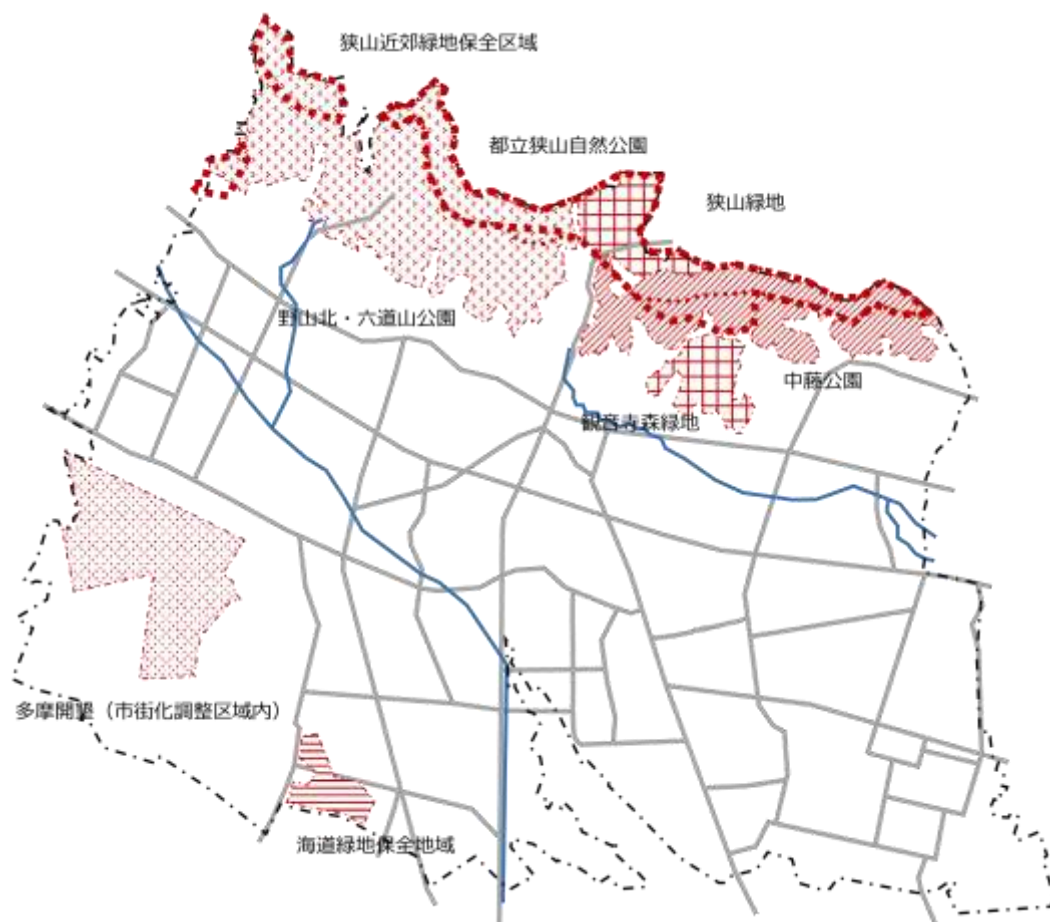 狭山近郊緑地保全区域
都立狭山自然公園
狭山緑地
野山北・六道山公園
中藤公園
観音寺森緑地
多摩開墾（市街化調整区域内）
海道緑地保全地域